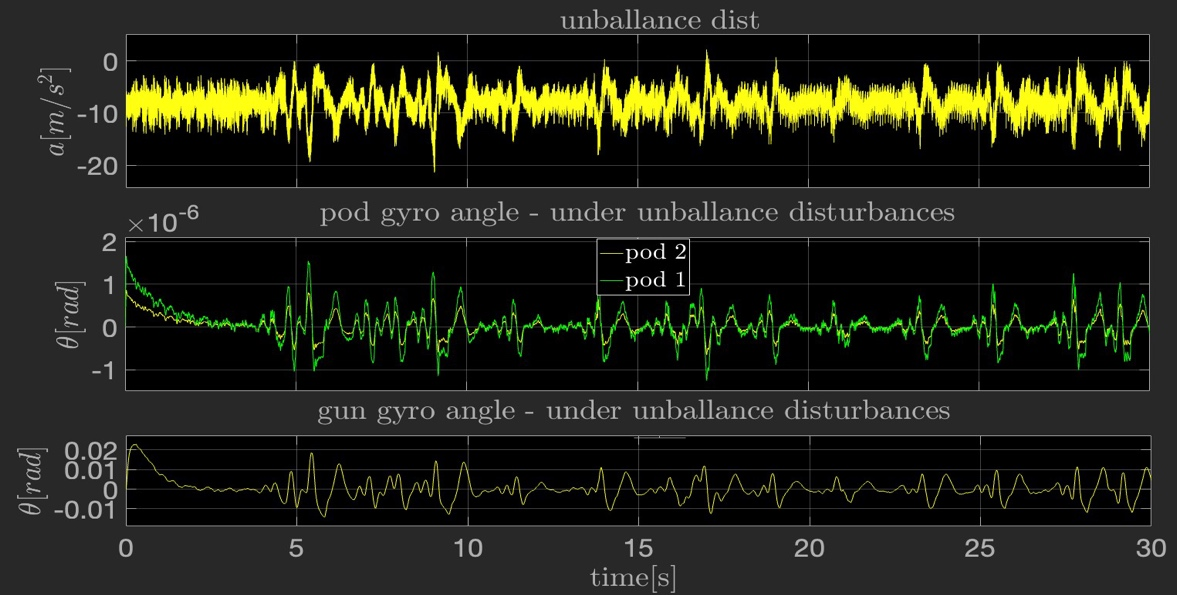 unballance dist
a[m/s²]
0
-10
-20
×10⁻⁶
pod gyro angle - under unballance disturbances
θ[rad]
2
1
0
-1
pod 2
pod 1
gun gyro angle - under unballance disturbances
θ[rad]
0.02
0.01
0
-0.01
0 5 10 15 20 25 30
time[s]